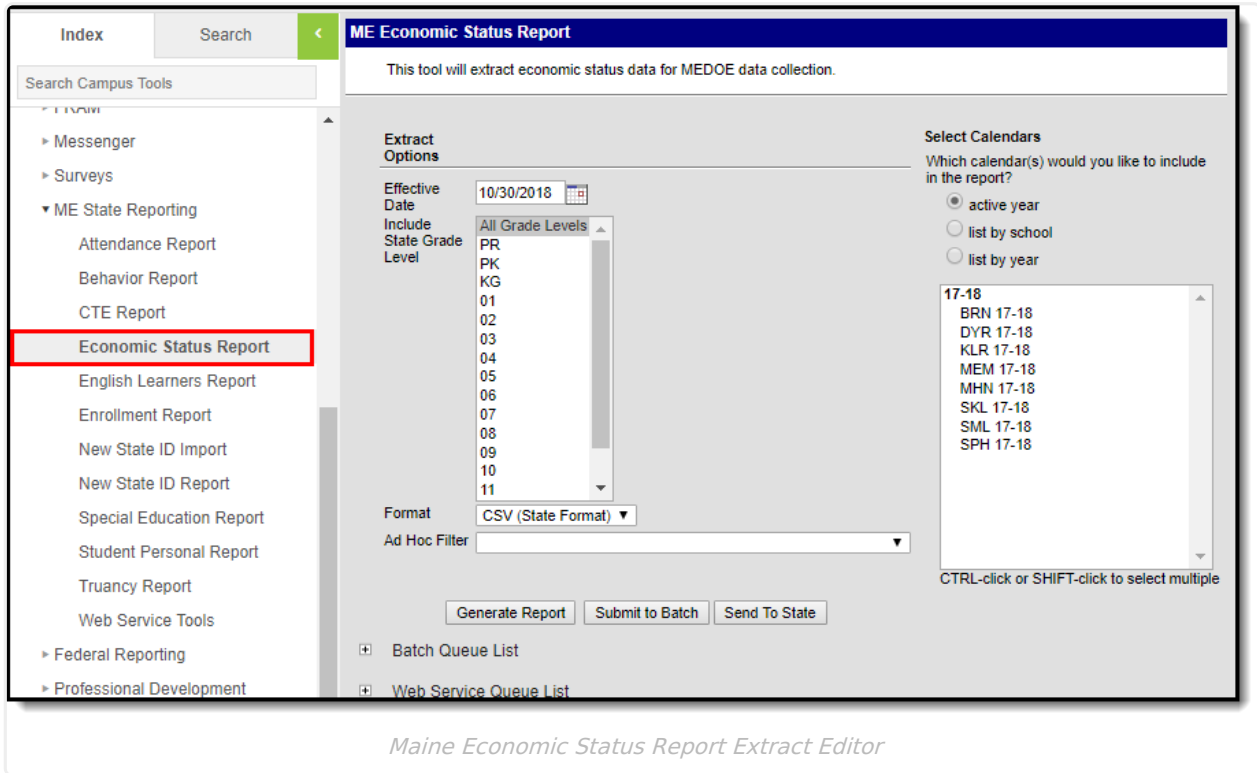 Index
Search
Search Campus Tools
FRAM
Messenger
Surveys
ME State Reporting
Attendance Report
Behavior Report
CTE Report
Economic Status Report
English Learners Report
Enrollment Report
New State ID Import
New State ID Report
Special Education Report
Student Personal Report
Truancy Report
Web Service Tools
Federal Reporting
Professional Development
ME Economic Status Report
This tool will extract economic status data for MEDOE data collection.
Extract
Options
Effective
Date
10/30/2018
Include
State Grade
Level
All Grade Levels
PR
PK
KG
01
02
03
04
05
06
07
08
09
10
11
Format
CSV (State Format)
Ad Hoc Filter
Generate Report
Submit to Batch
Send To State
Batch Queue List
Web Service Queue List
Select Calendars
Which calendar(s) would you like to include
in the report?
active year
list by school
list by year
17-18
BRN 17-18
DYR 17-18
KLR 17-18
MEM 17-18
MHN 17-18
SKL 17-18
SML 17-18
SPH 17-18
CTRL-click or SHIFT-click to select multiple
Maine Economic Status Report Extract Editor